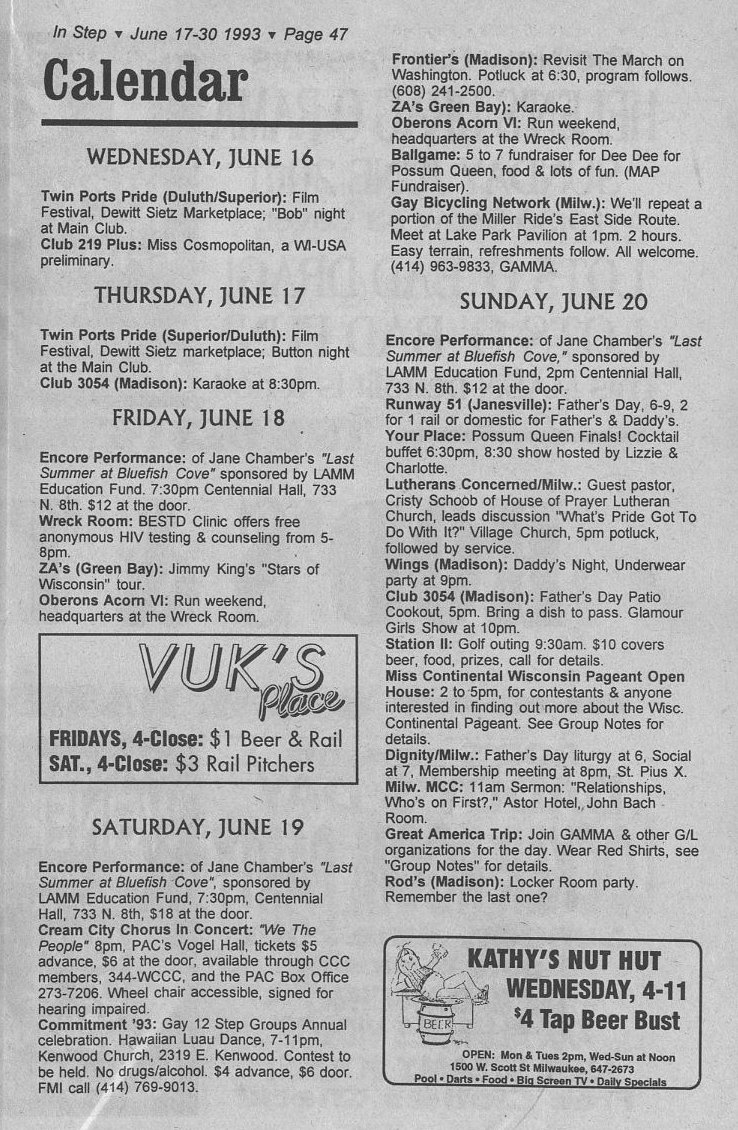 In Step ▼ June 17-30 1993 ▼ Page 47
Calendar
WEDNESDAY, JUNE 16
Twin Ports Pride (Duluth/Superior): Film
Festival, Dewitt Sietz Marketplace; "Bob" night
at Main Club.
Club 219 Plus: Miss Cosmopolitan, a WI-USA
preliminary.
THURSDAY, JUNE 17
Twin Ports Pride (Superior/Duluth): Film
Festival, Dewitt Sietz marketplace; Button night
at the Main Club.
Club 3054 (Madison): Karaoke at 8:30pm.
FRIDAY, JUNE 18
Encore Performance: of Jane Chamber's "Last
Summer at Bluefish Cove" sponsored by LAMM
Education Fund. 7:30pm Centennial Hall, 733
N. 8th. $12 at the door.
Wreck Room: BESTD Clinic offers free
anonymous HIV testing & counseling from 5-
8pm.
ZA's (Green Bay): Jimmy King's "Stars of
Wisconsin" tour.
Oberons Acorn VI: Run weekend,
headquarters at the Wreck Room.
VUK'S
Place
FRIDAYS, 4-Close: $1 Beer & Rail
SAT., 4-Close: $3 Rail Pitchers
SATURDAY, JUNE 19
Encore Performance: of Jane Chamber's "Last
Summer at Bluefish Cove", sponsored by
LAMM Education Fund, 7:30pm, Centennial
Hall, 733 N. 8th, $18 at the door.
Cream City Chorus In Concert: "We The
People" 8pm, PAC's Vogel Hall, tickets $5
advance, $6 at the door, available through CCC
members, 344-WCCC, and the PAC Box Office
273-7206. Wheel chair accessible, signed for
hearing impaired.
Commitment '93: Gay 12 Step Groups Annual
celebration. Hawaiian Luau Dance, 7-11pm,
Kenwood Church, 2319 E. Kenwood. Contest to
be held. No drugs/alcohol. $4 advance, $6 door.
FMI call (414) 769-9013.
Frontier's (Madison): Revisit The March on
Washington. Potluck at 6:30, program follows.
(608) 241-2500.
ZA's Green Bay): Karaoke.
Oberons Acorn VI: Run weekend,
headquarters at the Wreck Room.
Ballgame: 5 to 7 fundraiser for Dee Dee for
Possum Queen, food & lots of fun. (MAP
Fundraiser).
Gay Bicycling Network (Milw.): We'll repeat a
portion of the Miller Ride's East Side Route.
Meet at Lake Park Pavilion at 1pm. 2 hours.
Easy terrain, refreshments follow. All welcome.
(414) 963-9833, GAMMA.
SUNDAY, JUNE 20
Encore Performance: of Jane Chamber's "Last
Summer at Bluefish Cove," sponsored by
LAMM Education Fund, 2pm Centennial Hall,
733 N. 8th. $12 at the door.
Runway 51 (Janesville): Father's Day, 6-9, 2
for 1 rail or domestic for Father's & Daddy's.
Your Place: Possum Queen Finals! Cocktail
buffet 6:30pm, 8:30 show hosted by Lizzie &
Charlotte.
Lutherans Concerned/Milw.: Guest pastor,
Cristy Schoob of House of Prayer Lutheran
Church, leads discussion "What's Pride Got To
Do With It?" Village Church, 5pm potluck,
followed by service.
Wings (Madison): Daddy's Night, Underwear
party at 9pm.
Club 3054 (Madison): Father's Day Patio
Cookout, 5pm. Bring a dish to pass. Glamour
Girls Show at 10pm.
Station II: Golf outing 9:30am. $10 covers
beer, food, prizes, call for details.
Miss Continental Wisconsin Pageant Open
House: 2 to 5pm, for contestants & anyone
interested in finding out more about the Wisc.
Continental Pageant. See Group Notes for
details.
Dignity/Milw.: Father's Day liturgy at 6, Social
at 7, Membership meeting at 8pm, St. Pius X.
Milw. MCC: 11am Sermon: "Relationships,
Who's on First?," Astor Hotel, John Bach
Room.
Great America Trip: Join GAMMA & other G/L
organizations for the day. Wear Red Shirts, see
"Group Notes" for details.
Rod's (Madison): Locker Room party.
Remember the last one?
BEER
KATHY'S NUT HUT
WEDNESDAY, 4-11
$4 Tap Beer Bust
OPEN: Mon & Tues 2pm, Wed-Sun at Noon
1500 W. Scott St Milwaukee, 647-2673
Pool • Darts • Food • Big Screen TV • Daily Specials